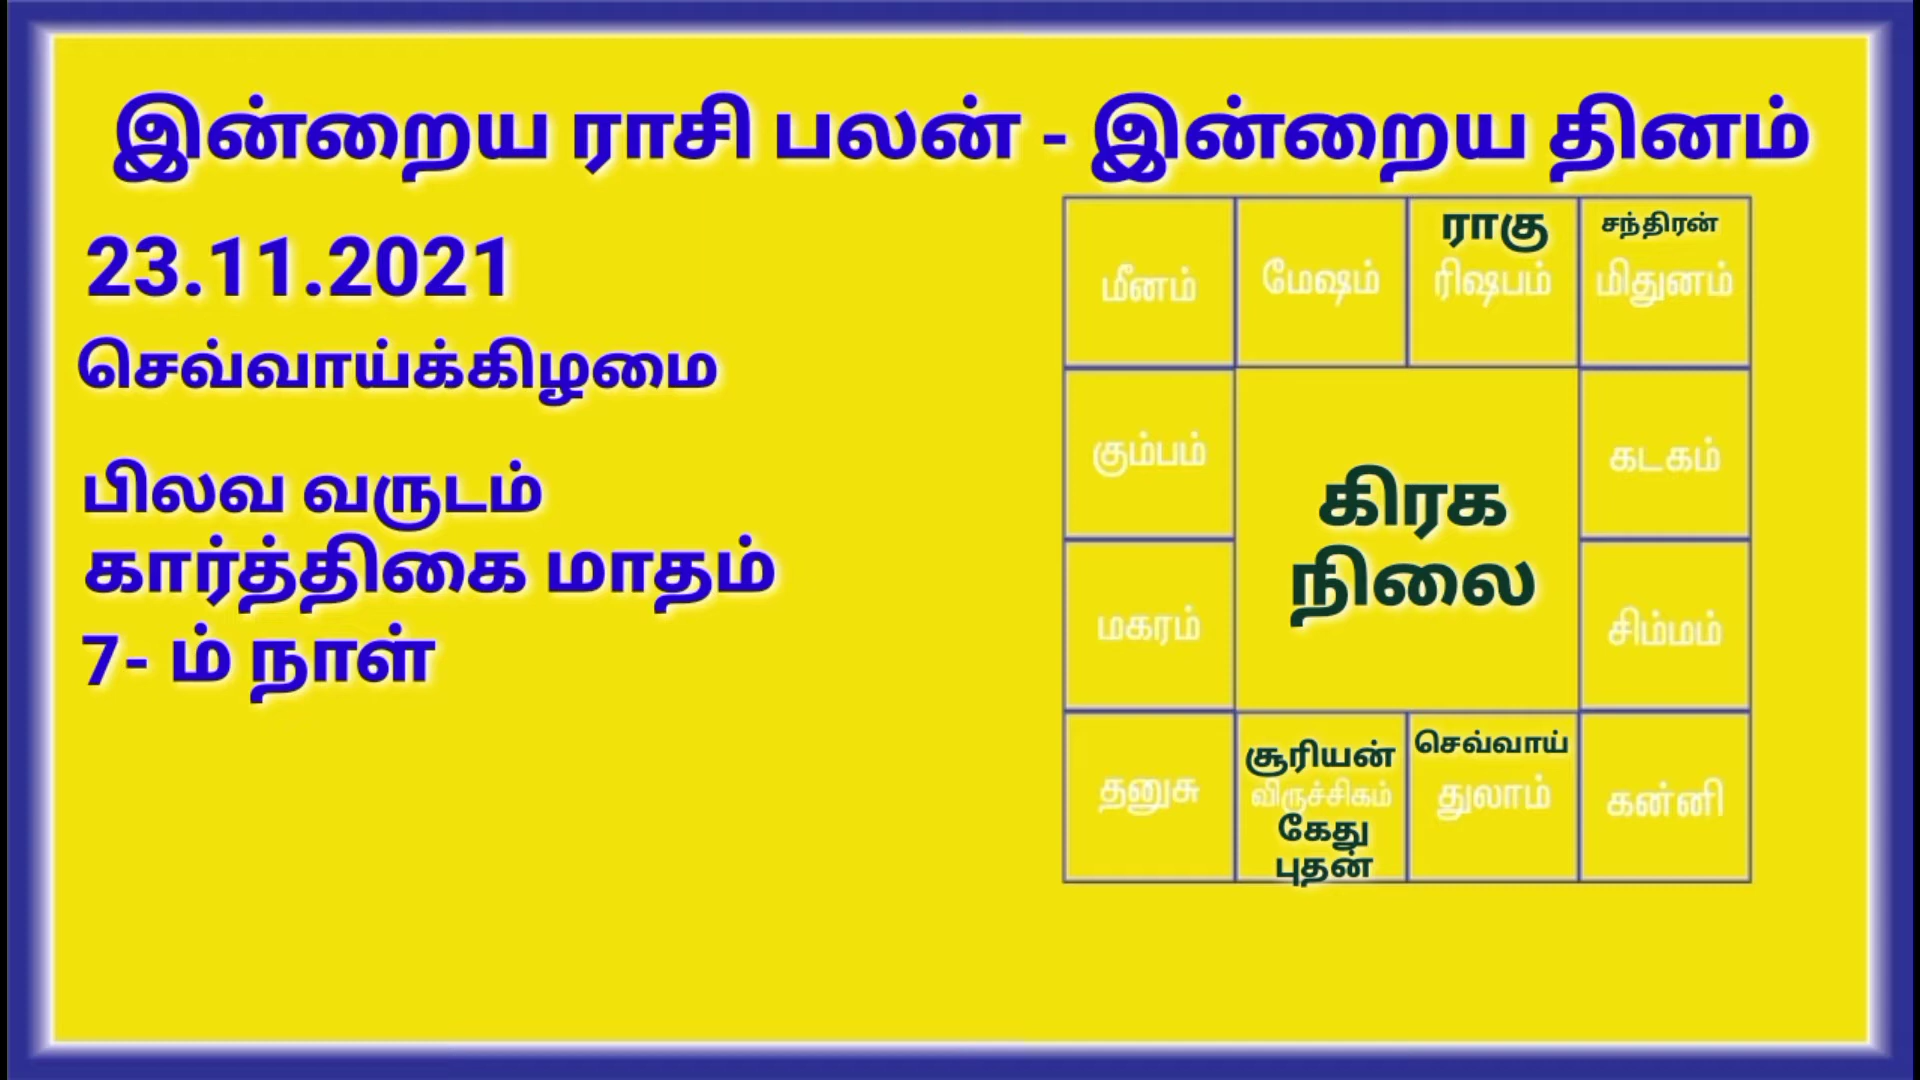 இன்றைய ராசி பலன் - இன்றைய தினம்
23.11.2021
செவ்வாய்க்கிழமை
பிலவ வருடம்
கார்த்திகை மாதம்
7- ம் நாள்
ராகு
சந்திரன்
மீனம்
மேஷம்
ரிஷபம்
மிதுனம்
கும்பம்
கடகம்
கிரக
நிலை
மகரம்
சிம்மம்
தனுசு
சூரியன்
விருச்சிகம்
கேது
புதன்
செவ்வாய்
துலாம்
கன்னி